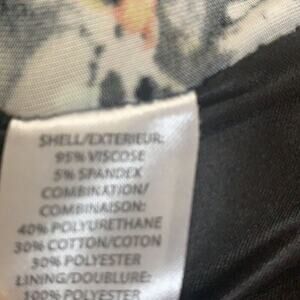 SHELL/EXTERIEUR:
95% VISCOSE
5% SPANDEX
COMBINATION/
COMBINAISON:
40% POLYURETHANE
30% COTTON/COTON
30% POLYESTER
LINING/DOUBLURE:
100% POLYESTER